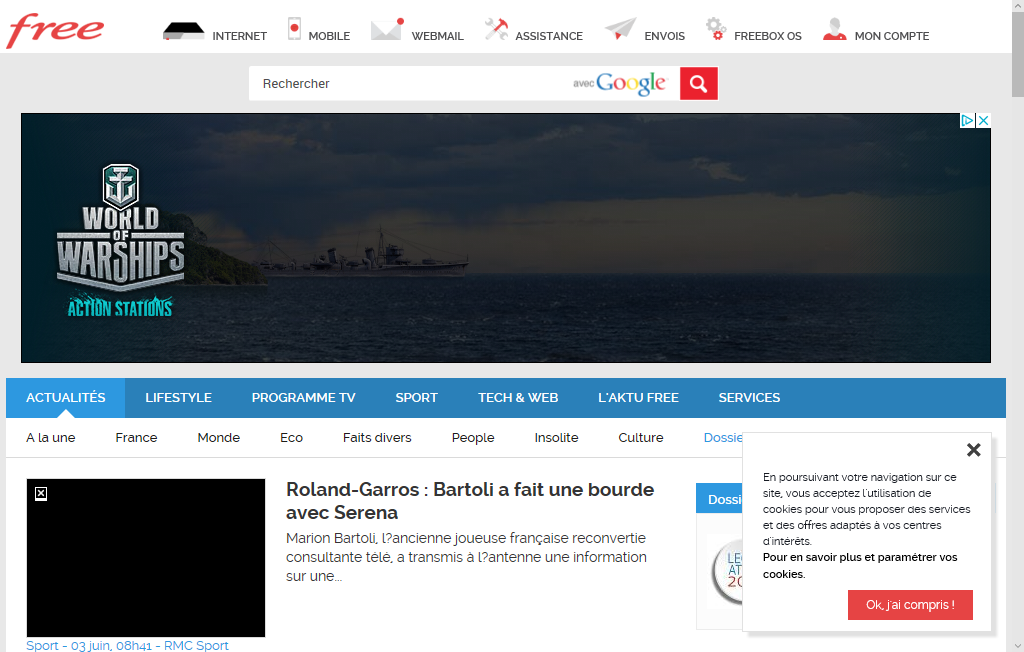 free
INTERNET
MOBILE
WEBMAIL
ASSISTANCE
ENVOIS
FREEBOX OS
MON COMPTE
Rechercher
avec Google
WORLD
OF
WARSHIPS
ACTION STATIONS
ACTUALITÉS
LIFESTYLE
PROGRAMME TV
SPORT
TECH & WEB
L'AKTU FREE
SERVICES
A la une
France
Monde
Eco
Faits divers
People
Insolite
Culture
Roland-Garros : Bartoli a fait une bourde
avec Serena
Marion Bartoli, l?ancienne joueuse française reconvertie
consultante télé, a transmis à l?antenne une information
sur une...
Sport - 03 juin, 08h41 - RMC Sport
En poursuivant votre navigation sur ce
site, vous acceptez l'utilisation de
cookies pour vous proposer des services
et des offres adaptés à vos centres
d'intérêts.
Pour en savoir plus et paramétrer vos
cookies.
Ok, j'ai compris !